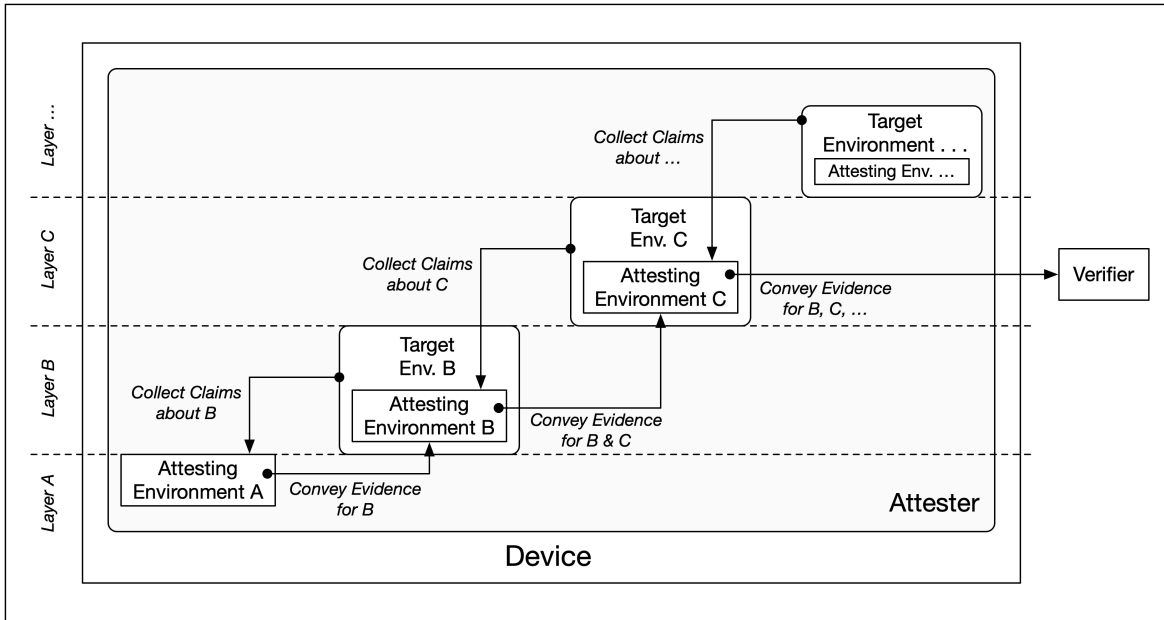 Layer …
Collect Claims
about …
Target
Environment . . .
Attesting Env. …
Layer C
Collect Claims
about C
Target
Env. C
Attesting
Environment C
Convey Evidence
for B, C, …
Verifier
Layer B
Collect Claims
about B
Target
Env. B
Attesting
Environment B
Convey Evidence
for B & C
Layer A
Attesting
Environment A
Convey Evidence
for B
Attester
Device